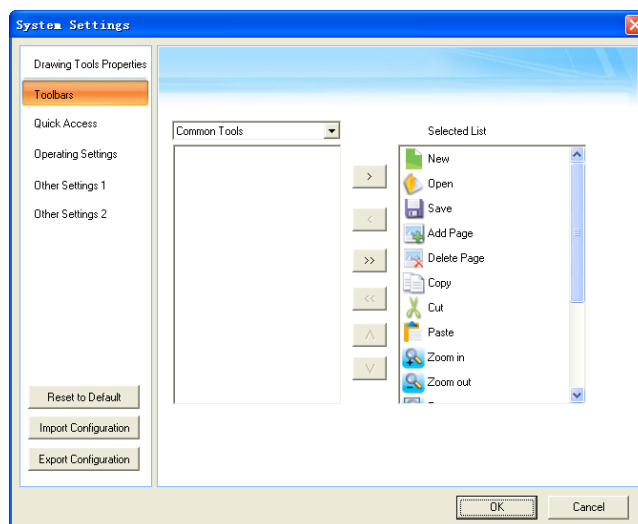 System Settings
Drawing Tools Properties
Toolbars
Quick Access
Operating Settings
Other Settings 1
Other Settings 2
Reset to Default
Import Configuration
Export Configuration
Common Tools
>
<
>>
<<
Selected List
New
Open
Save
Add Page
Delete Page
Copy
Cut
Paste
Zoom in
Zoom out
OK
Cancel